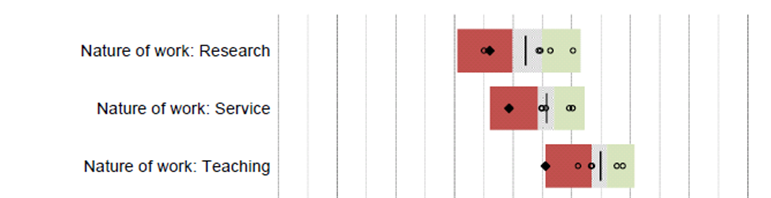 Nature of work: Research
Nature of work: Service
Nature of work: Teaching